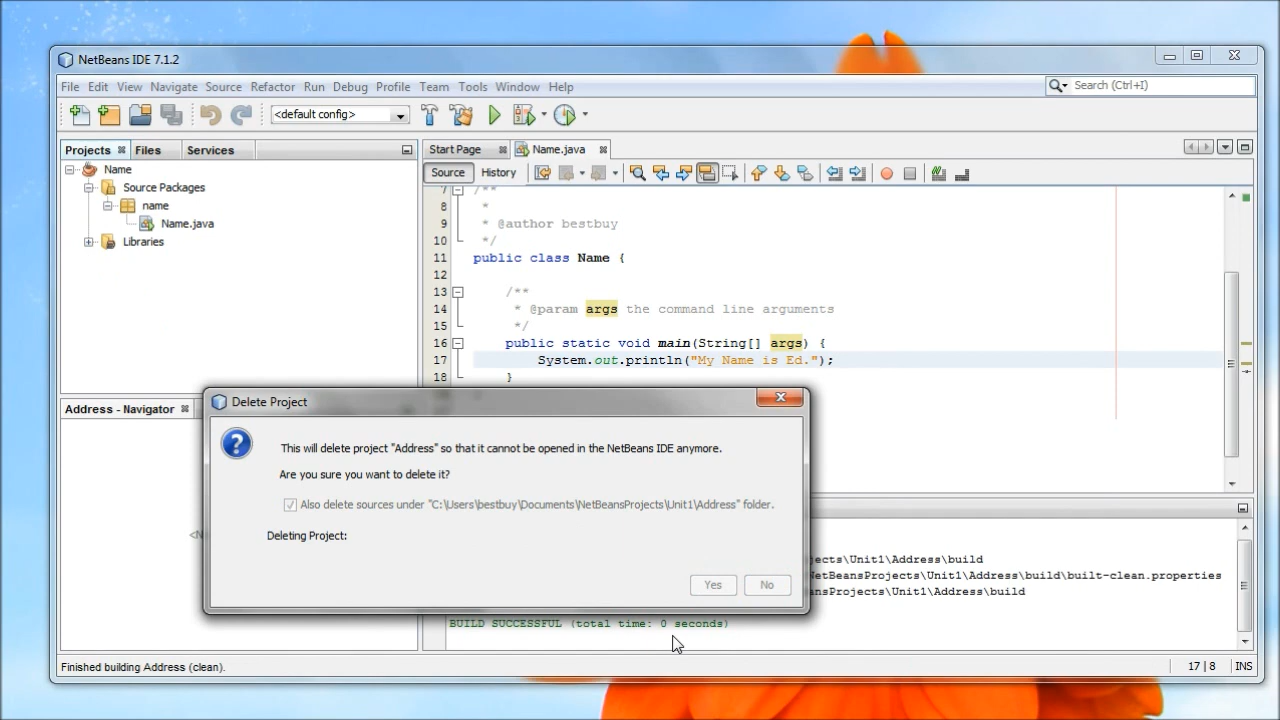 NetBeans IDE 7.1.2
File Edit View Navigate Source Refactor Run Debug Profile Team Tools Window Help
Search (Ctrl+I)
<default config>
Projects Files Services
Name
Source Packages
name
Name.java
Libraries
Start Page Name.java
Source History
7 /**
8 *
9 * @author bestbuy
10 */
11 public class Name {
12
13 /**
14 * @param args the command line arguments
15 */
16 public static void main(String[] args) {
17 System.out.println("My Name is Ed.");
18 }
Address - Navigator
Delete Project
This will delete project "Address" so that it cannot be opened in the NetBeans IDE anymore.
Are you sure you want to delete it?
Also delete sources under "C:\Users\bestbuy\Documents\NetBeansProjects\Unit1\Address" folder.
Deleting Project:
Yes No
jects\Unit1\Address\build
NetBeansProjects\Unit1\Address\build\built-clean.properties
ansProjects\Unit1\Address\build
BUILD SUCCESSFUL (total time: 0 seconds)
Finished building Address (clean).
17 | 8 INS